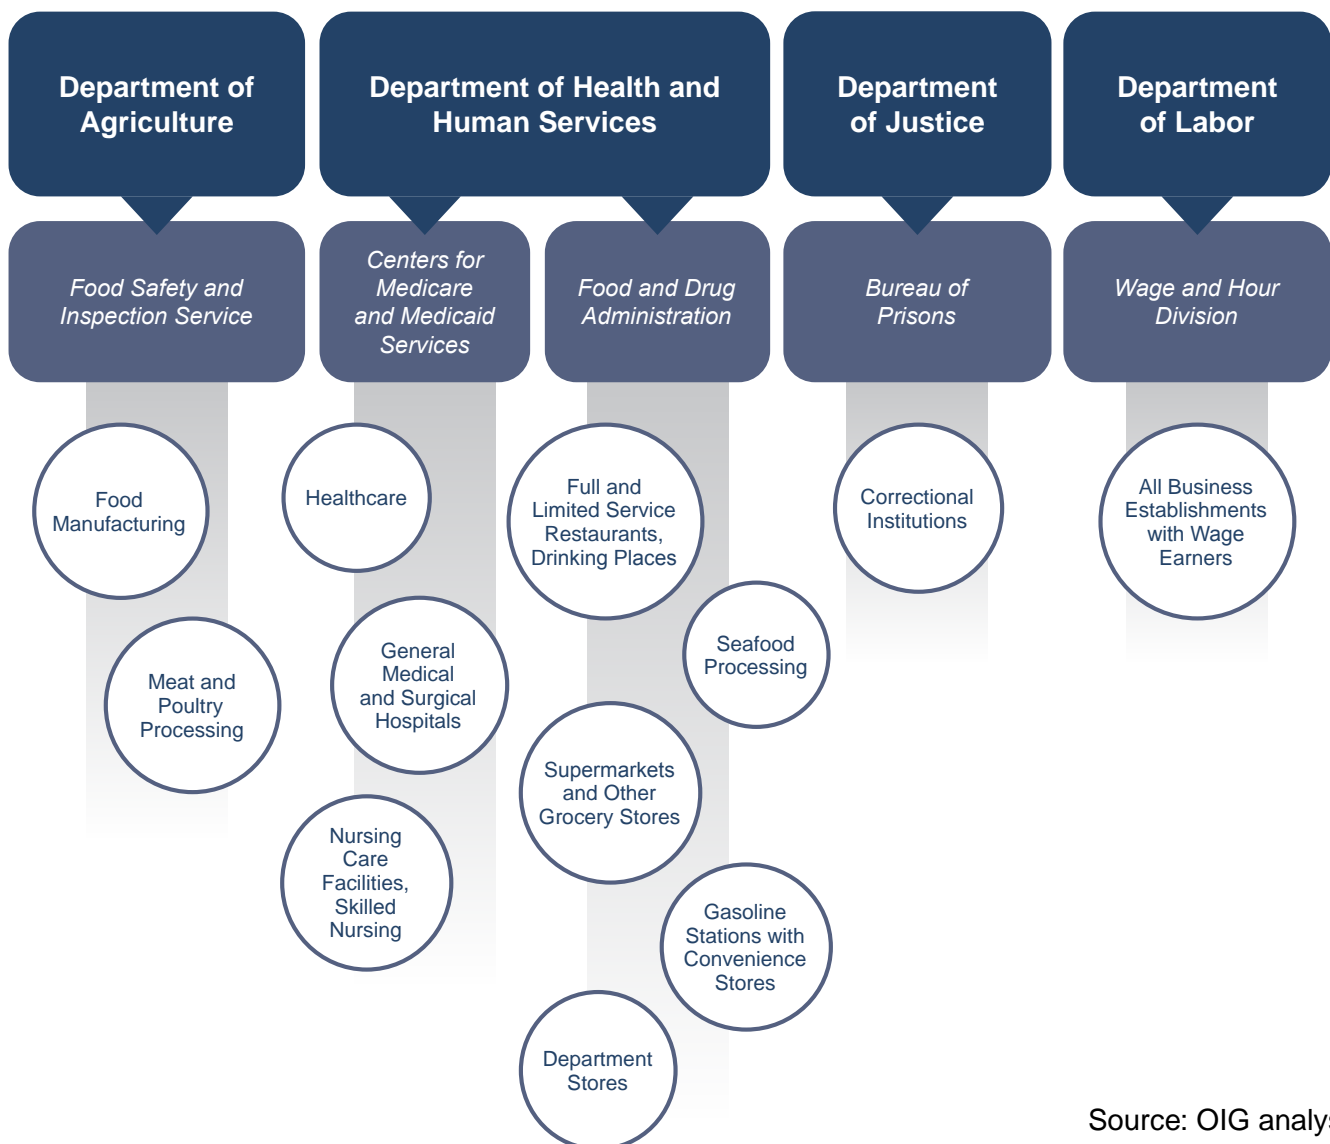 Department of
Agriculture
Department of Health and
Human Services
Department
of Justice
Department
of Labor
Food Safety and
Inspection Service
Centers for
Medicare
and Medicaid
Services
Food and Drug
Administration
Bureau of
Prisons
Wage and Hour
Division
Food
Manufacturing
Meat and
Poultry
Processing
Healthcare
General
Medical
and Surgical
Hospitals
Nursing
Care
Facilities,
Skilled
Nursing
Full and
Limited Service
Restaurants,
Drinking Places
Seafood
Processing
Supermarkets
and Other
Grocery Stores
Gasoline
Stations with
Convenience
Stores
Department
Stores
Correctional
Institutions
All Business
Establishments
with Wage
Earners
Source: OIG